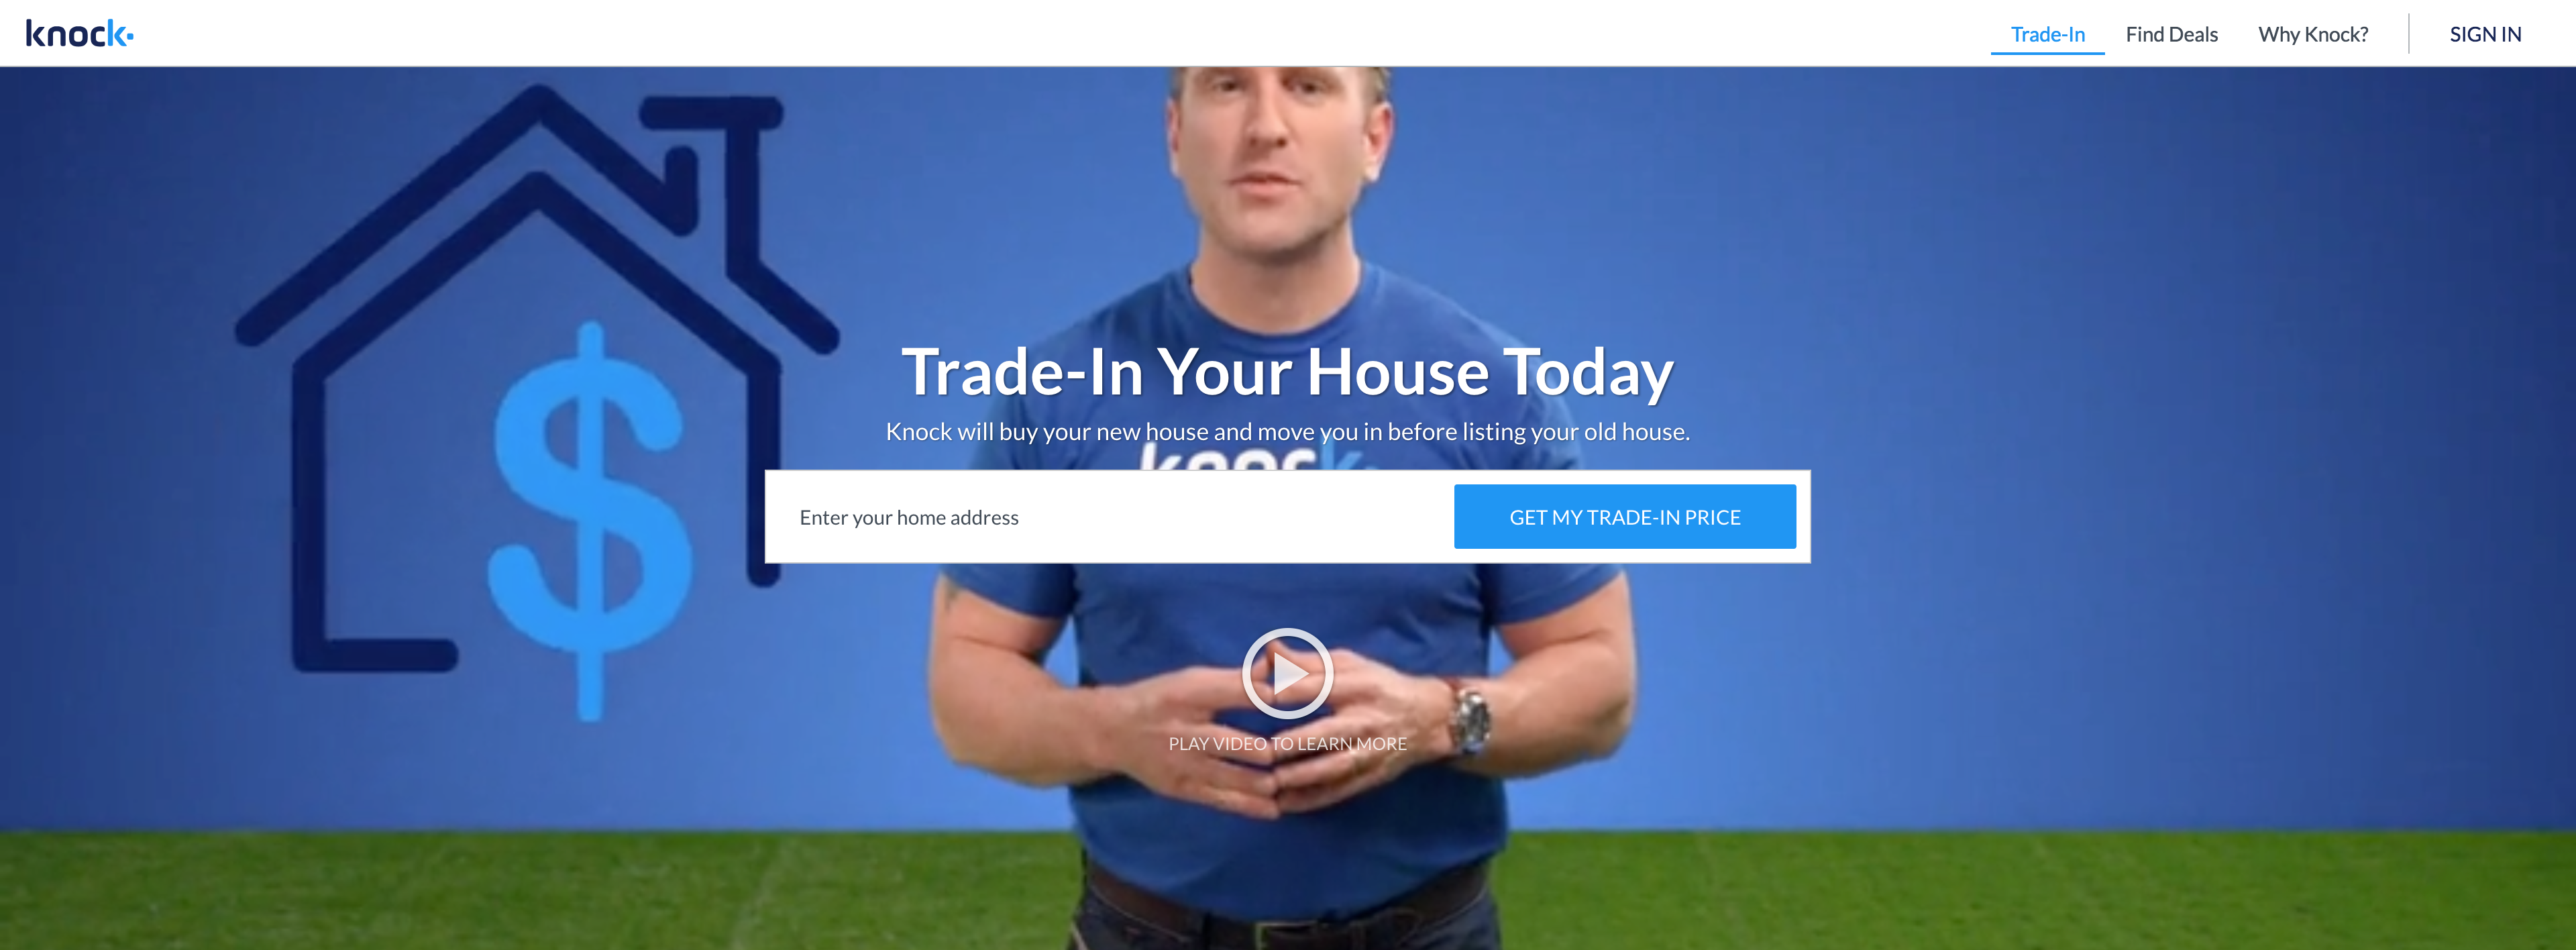 knock
Trade-In
Find Deals
Why Knock?
SIGN IN
$
Trade-In Your House Today
Knock will buy your new house and move you in before listing your old house.
knock
Enter your home address
GET MY TRADE-IN PRICE
PLAY VIDEO TO LEARN MORE